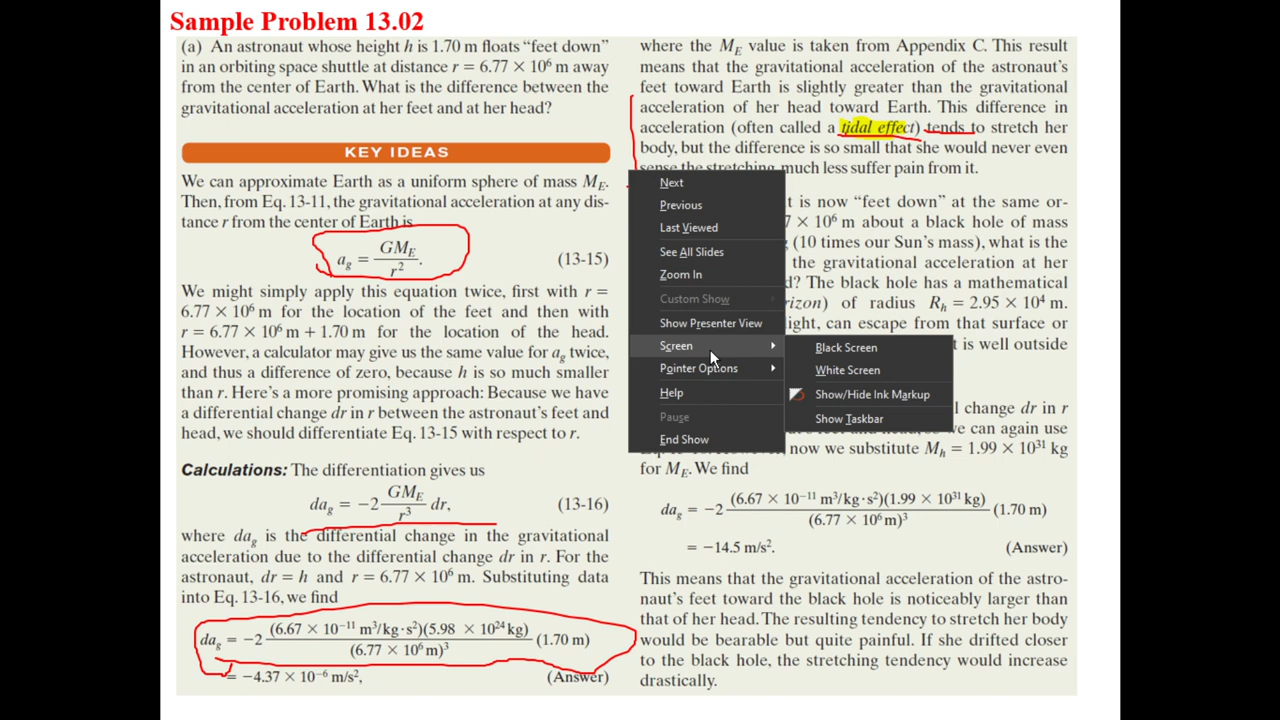 Sample Problem 13.02
(a) An astronaut whose height h is 1.70 m floats “feet down”
in an orbiting space shuttle at distance r = 6.77 × 10⁶ m away
from the center of Earth. What is the difference between the
gravitational acceleration at her feet and at her head?
KEY IDEAS
We can approximate Earth as a uniform sphere of mass M_E.
Then, from Eq. 13-11, the gravitational acceleration at any dis-
tance r from the center of Earth is
a_g = GM_E / r². (13-15)
We might simply apply this equation twice, first with r =
6.77 × 10⁶ m for the location of the feet and then with
r = 6.77 × 10⁶ m + 1.70 m for the location of the head.
However, a calculator may give us the same value for a_g twice,
and thus a difference of zero, because h is so much smaller
than r. Here’s a more promising approach: Because we have
a differential change dr in r between the astronaut’s feet and
head, we should differentiate Eq. 13-15 with respect to r.
Calculations: The differentiation gives us
da_g = −2 GM_E / r³ dr, (13-16)
where da_g is the differential change in the gravitational
acceleration due to the differential change dr in r. For the
astronaut, dr = h and r = 6.77 × 10⁶ m. Substituting data
into Eq. 13-16, we find
da_g = −2 (6.67 × 10⁻¹¹ m³/kg·s²)(5.98 × 10²⁴ kg) / (6.77 × 10⁶ m)³ (1.70 m)
= −4.37 × 10⁻⁶ m/s², (Answer)
where the M_E value is taken from Appendix C. This result
means that the gravitational acceleration of the astronaut’s
feet toward Earth is slightly greater than the gravitational
acceleration of her head toward Earth. This difference in
acceleration (often called a tidal effect) tends to stretch her
body, but the difference is so small that she would never even
sense the stretching, much less suffer pain from it.
t is now “feet down” at the same or-
7 × 10⁶ m about a black hole of mass
(10 times our Sun’s mass), what is the
the gravitational acceleration at her
d? The black hole has a mathematical
rizon) of radius R_h = 2.95 × 10⁴ m.
ight, can escape from that surface or
t is well outside
l change dr in r
we can again use
now we substitute M_h = 1.99 × 10³¹ kg
for M_E. We find
da_g = −2 (6.67 × 10⁻¹¹ m³/kg·s²)(1.99 × 10³¹ kg) / (6.77 × 10⁶ m)³ (1.70 m)
= −14.5 m/s². (Answer)
This means that the gravitational acceleration of the astro-
naut’s feet toward the black hole is noticeably larger than
that of her head. The resulting tendency to stretch her body
would be bearable but quite painful. If she drifted closer
to the black hole, the stretching tendency would increase
drastically.
Next
Previous
Last Viewed
See All Slides
Zoom In
Custom Show
Show Presenter View
Screen
Pointer Options
Help
Pause
End Show
Black Screen
White Screen
Show/Hide Ink Markup
Show Taskbar